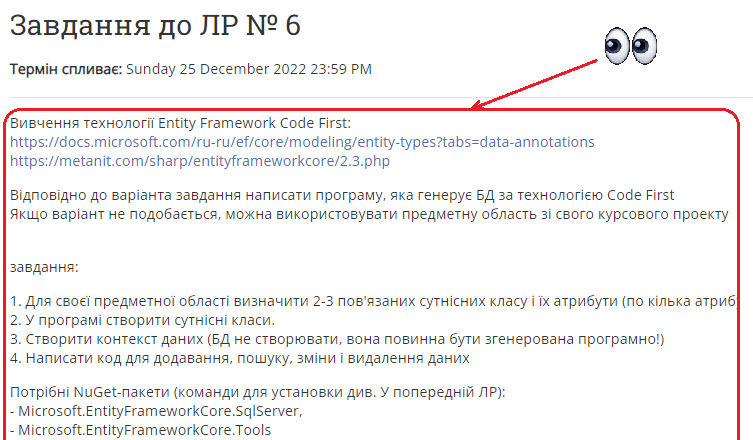 Завдання до ЛР № 6
Термін спливає: Sunday 25 December 2022 23:59 PM
Вивчення технології Entity Framework Code First:
https://docs.microsoft.com/ru-ru/ef/core/modeling/entity-types?tabs=data-annotations
https://metanit.com/sharp/entityframeworkcore/2.3.php
Відповідно до варіанта завдання написати програму, яка генерує БД за технологією Code First
Якщо варіант не подобається, можна використовувати предметну область зі свого курсового проекту
завдання:
1. Для своєї предметної області визначити 2-3 пов'язаних сутнісних класу і їх атрибути (по кілька атриб
2. У програмі створити сутнісні класи.
3. Створити контекст даних (БД не створювати, вона повинна бути згенерована програмно!)
4. Написати код для додавання, пошуку, зміни і видалення даних
Потрібні NuGet-пакети (команди для установки див. У попередній ЛР):
- Microsoft.EntityFrameworkCore.SqlServer,
- Microsoft.EntityFrameworkCore.Tools